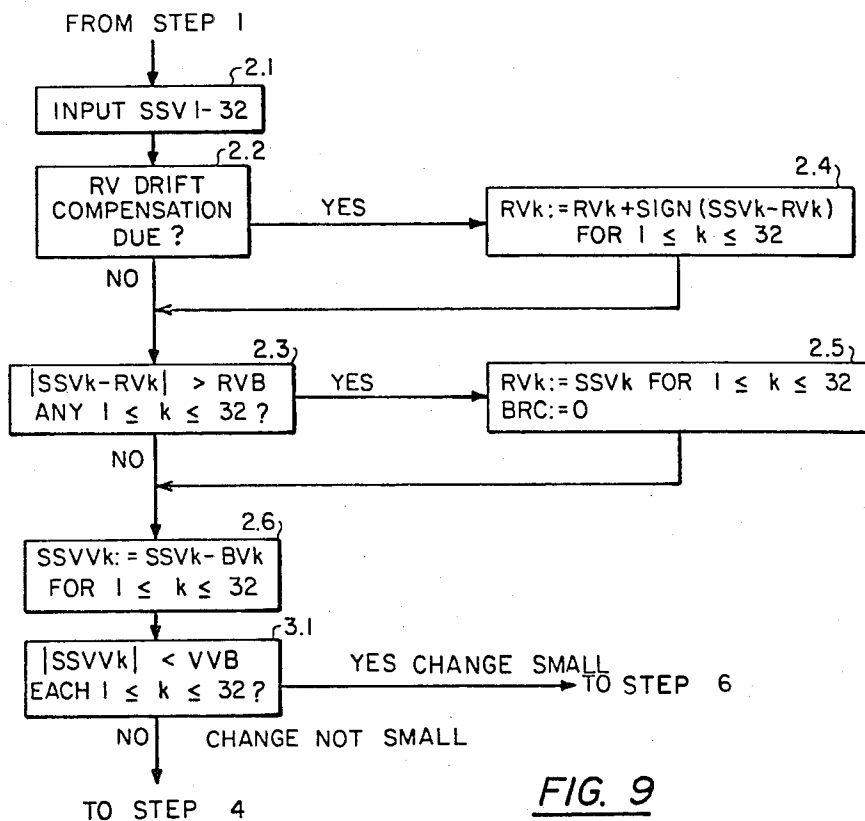 FROM STEP 1
2.1
INPUT SSV 1-32
2.2
RV DRIFT
COMPENSATION
DUE?
YES
2.4
RVk:=RVk+SIGN(SSVk-RVk)
FOR 1 ≤ k ≤ 32
NO
2.3
|SSVk-RVk| > RVB
ANY 1 ≤ k ≤ 32?
YES
2.5
RVk:=SSVk FOR 1 ≤ k ≤ 32
BRC:=0
NO
2.6
SSVVk:=SSVk-BVk
FOR 1 ≤ k ≤ 32
3.1
|SSVVk| < VVB
EACH 1 ≤ k ≤ 32?
YES CHANGE SMALL
TO STEP 6
NO CHANGE NOT SMALL
TO STEP 4
FIG. 9